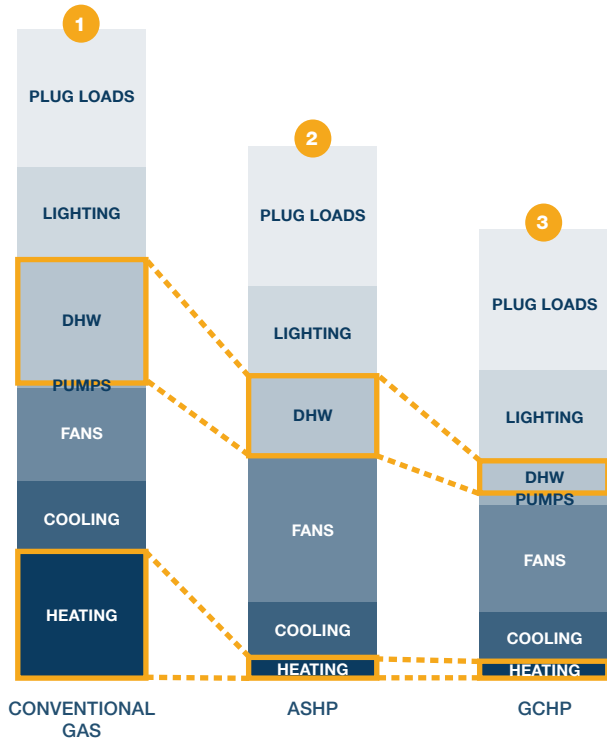 1
PLUG LOADS
LIGHTING
DHW
PUMPS
FANS
COOLING
HEATING
CONVENTIONAL
GAS
2
PLUG LOADS
LIGHTING
DHW
FANS
COOLING
HEATING
ASHP
3
PLUG LOADS
LIGHTING
DHW
PUMPS
FANS
COOLING
HEATING
GCHP